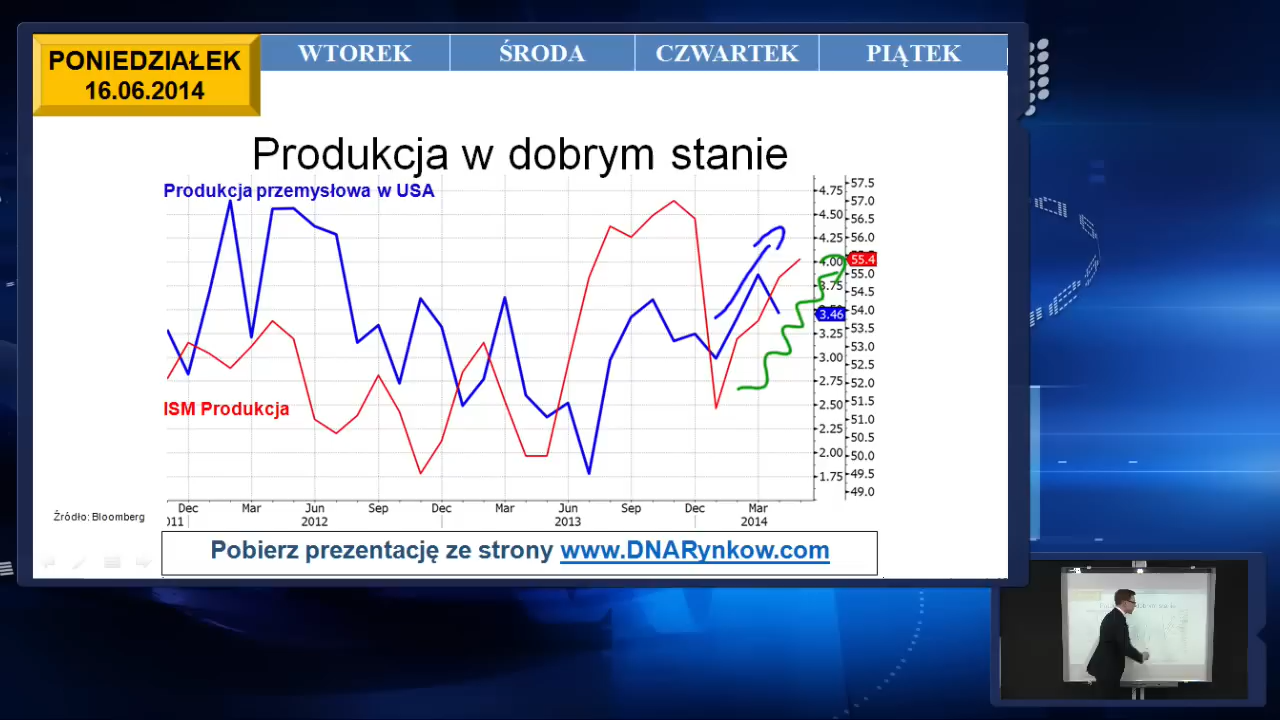 PONIEDZIAŁEK
16.06.2014
WTOREK
ŚRODA
CZWARTEK
PIĄTEK
Produkcja w dobrym stanie
Produkcja przemysłowa w USA
ISM Produkcja
4.75
4.50
4.25
4.00
3.75
3.46
3.25
3.00
2.75
2.50
2.25
2.00
1.75
57.5
57.0
56.5
56.0
55.4
55.0
54.5
54.0
53.5
53.0
52.5
52.0
51.5
51.0
50.5
50.0
49.5
49.0
Dec Mar Jun Sep Dec Mar Jun Sep Dec Mar
2012 2013 2014
Źródło: Bloomberg
Pobierz prezentację ze strony www.DNARynkow.com